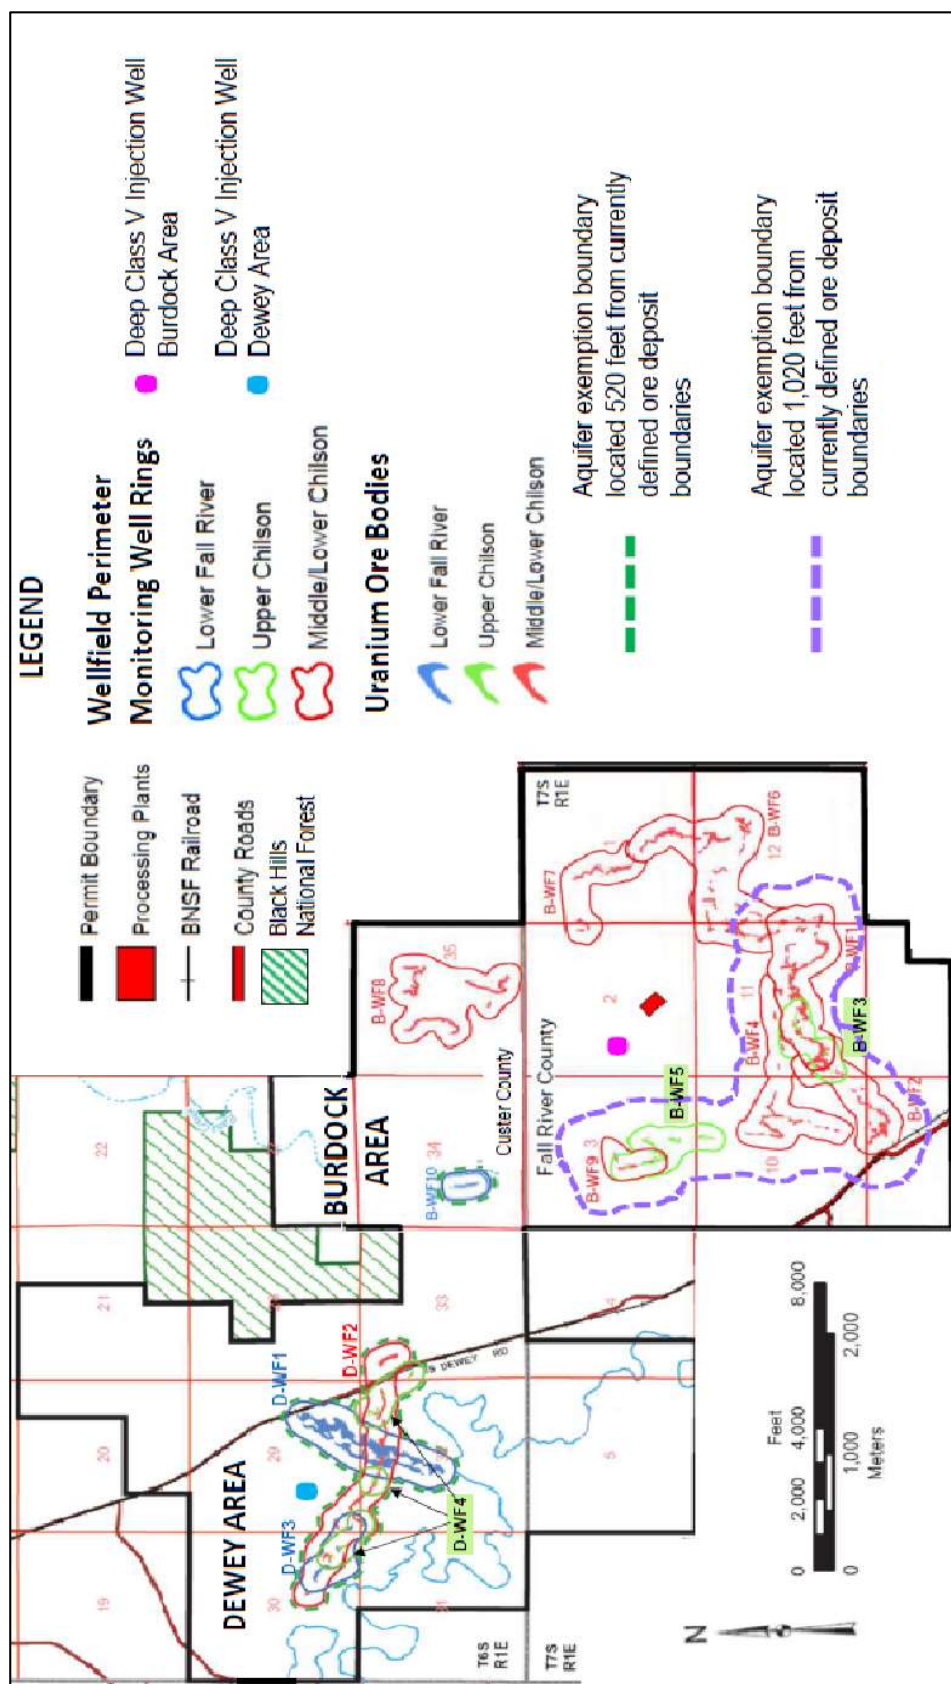 LEGEND
Permit Boundary
Processing Plants
BNSF Railroad
County Roads
Black Hills
National Forest
Wellfield Perimeter
Monitoring Well Rings
Lower Fall River
Upper Chilson
Middle/Lower Chilson
Uranium Ore Bodies
Lower Fall River
Upper Chilson
Middle/Lower Chilson
Deep Class V Injection Well
Burdock Area
Deep Class V Injection Well
Dewey Area
Aquifer exemption boundary
located 520 feet from currently
defined ore deposit
boundaries
Aquifer exemption boundary
located 1,020 feet from
currently defined ore deposit
boundaries
19
20
21
22
DEWEY AREA
30
29
D-WF3
D-WF1
D-WF2
D-WF4
DEWEY RD
33
5
T6S
R1E
T7S
R1E
BURDOCK
AREA
34
35
B-WF10
B-WF8
Custer County
Fall River County
T7S
R1E
B-WF9
3
B-WF5
2
1
B-WF7
10
11
12
B-WF6
B-WF4
B-WF1
B-WF3
B-WF2
N
Feet
0
2,000
4,000
8,000
0
1,000
2,000
Meters